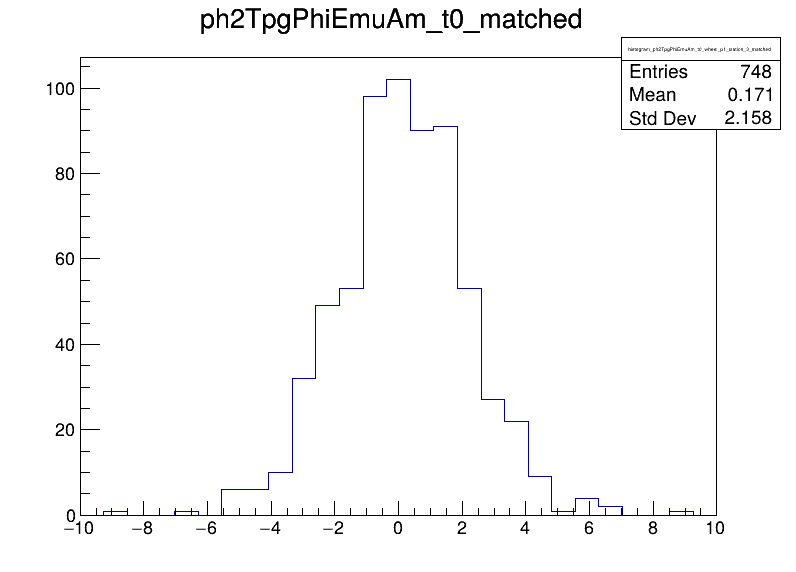 ph2TpgPhiEmuAm_t0_matched
histogram_ph2TpgPhiEmuAm_t0_wheel_p1_station_3_matched
Entries 748
Mean 0.171
Std Dev 2.158
100
80
60
40
20
0
−10 −8 −6 −4 −2 0 2 4 6 8 10